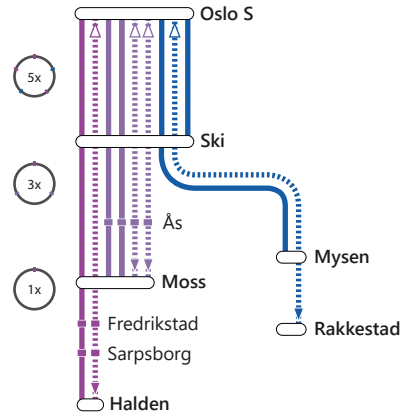 Oslo S
5x
Ski
3x
Ås
Mysen
Moss
1x
Fredrikstad
Rakkestad
Sarpsborg
Halden